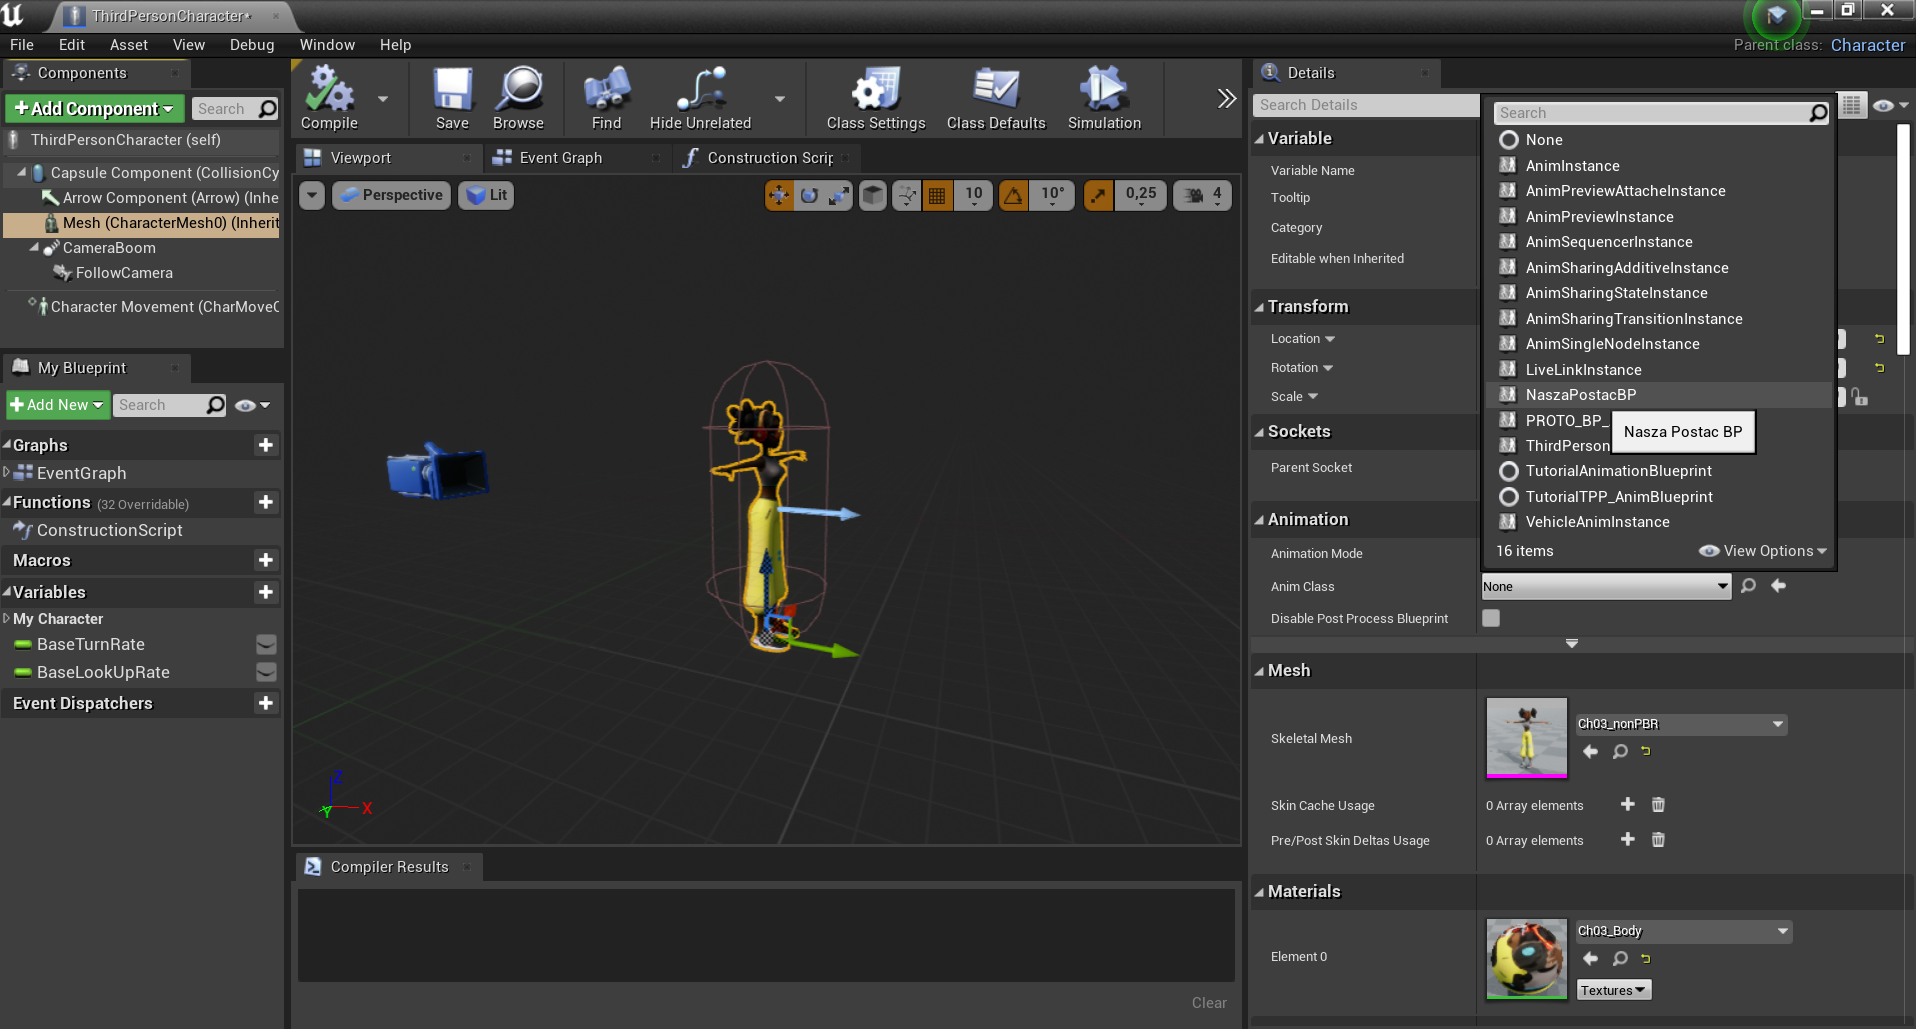 ThirdPersonCharacter*
File Edit Asset View Debug Window Help
Parent class: Character
Components
Add Component
Search
ThirdPersonCharacter (self)
Capsule Component (CollisionCy
Arrow Component (Arrow) (Inhe
Mesh (CharacterMesh0) (Inherit
CameraBoom
FollowCamera
Character Movement (CharMoveC
My Blueprint
Add New
Search
Graphs
EventGraph
Functions (32 Overridable)
ConstructionScript
Macros
Variables
My Character
BaseTurnRate
BaseLookUpRate
Event Dispatchers
Compile
Save
Browse
Find
Hide Unrelated
Class Settings
Class Defaults
Simulation
Viewport
Event Graph
Construction Scrip
Perspective
Lit
10
10°
0,25
4
Z
X
Y
Compiler Results
Clear
Details
Search Details
Variable
Variable Name
Tooltip
Category
Editable when Inherited
Transform
Location
Rotation
Scale
Sockets
Parent Socket
Animation
Animation Mode
Anim Class
None
Disable Post Process Blueprint
Search
None
AnimInstance
AnimPreviewAttacheInstance
AnimPreviewInstance
AnimSequencerInstance
AnimSharingAdditiveInstance
AnimSharingStateInstance
AnimSharingTransitionInstance
AnimSingleNodeInstance
LiveLinkInstance
NaszaPostacBP
PROTO_BP_
Nasza Postac BP
ThirdPerson
TutorialAnimationBlueprint
TutorialTPP_AnimBlueprint
VehicleAnimInstance
16 items
View Options
Mesh
Skeletal Mesh
Ch03_nonPBR
Skin Cache Usage
0 Array elements
Pre/Post Skin Deltas Usage
0 Array elements
Materials
Element 0
Ch03_Body
Textures